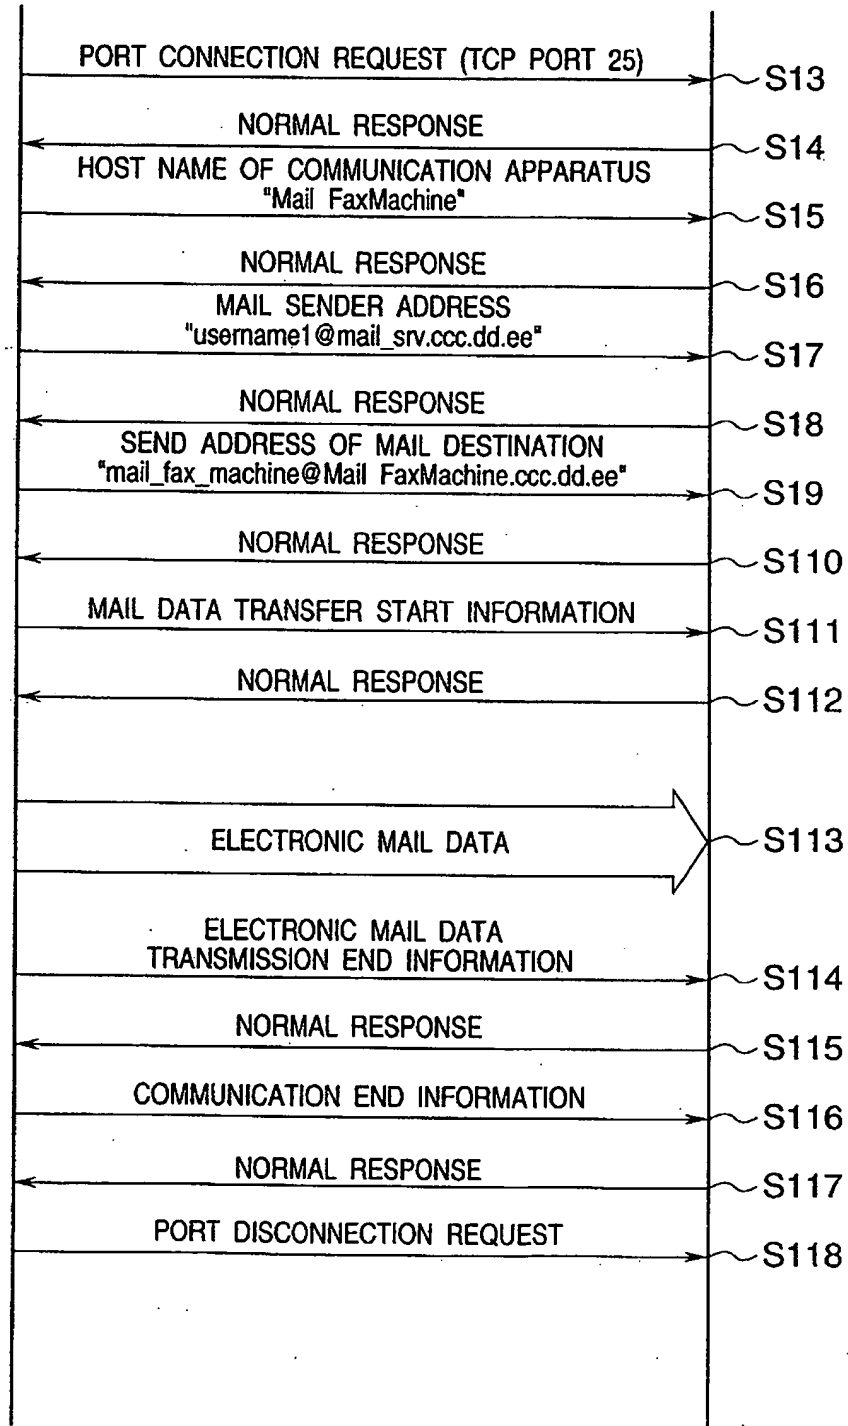 PORT CONNECTION REQUEST (TCP PORT 25)
S13
NORMAL RESPONSE
S14
HOST NAME OF COMMUNICATION APPARATUS
"Mail FaxMachine"
S15
NORMAL RESPONSE
S16
MAIL SENDER ADDRESS
"username1@mail_srv.ccc.dd.ee"
S17
NORMAL RESPONSE
S18
SEND ADDRESS OF MAIL DESTINATION
"mail_fax_machine@Mail FaxMachine.ccc.dd.ee"
S19
NORMAL RESPONSE
S110
MAIL DATA TRANSFER START INFORMATION
S111
NORMAL RESPONSE
S112
ELECTRONIC MAIL DATA
S113
ELECTRONIC MAIL DATA
TRANSMISSION END INFORMATION
S114
NORMAL RESPONSE
S115
COMMUNICATION END INFORMATION
S116
NORMAL RESPONSE
S117
PORT DISCONNECTION REQUEST
S118